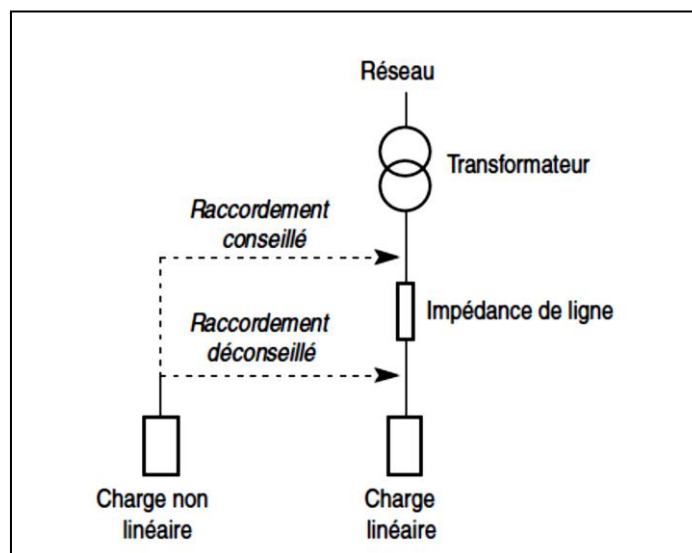 Réseau
Transformateur
Raccordement
conseillé
Impédance de ligne
Raccordement
déconseillé
Charge non
linéaire
Charge
linéaire